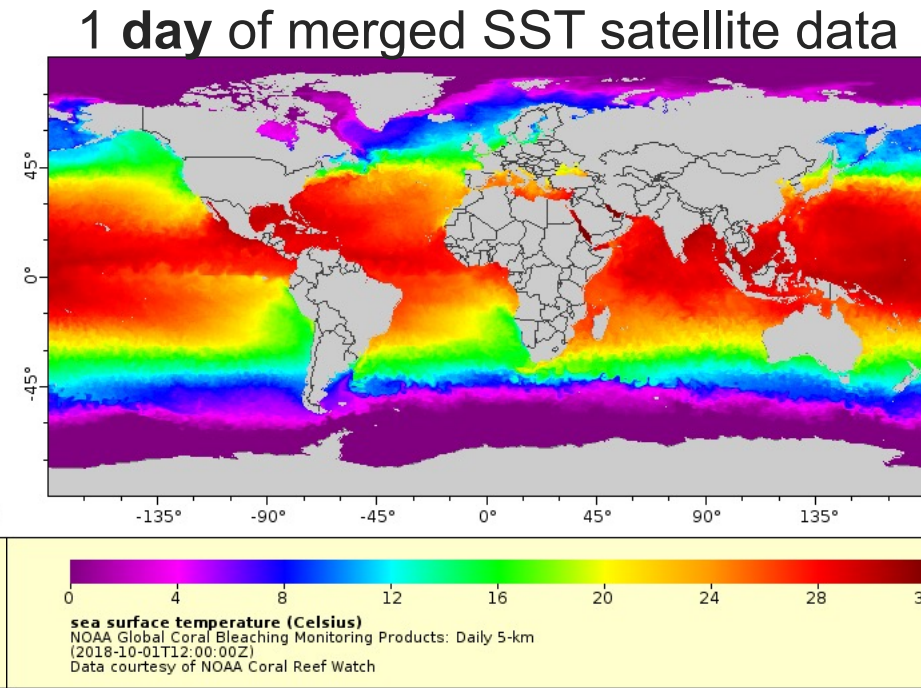 1 day of merged SST satellite data
45°
0°
-45°
-135° -90° -45° 0° 45° 90° 135°
0 4 8 12 16 20 24 28 3
sea surface temperature (Celsius)
NOAA Global Coral Bleaching Monitoring Products: Daily 5-km
(2018-10-01T12:00:00Z)
Data courtesy of NOAA Coral Reef Watch